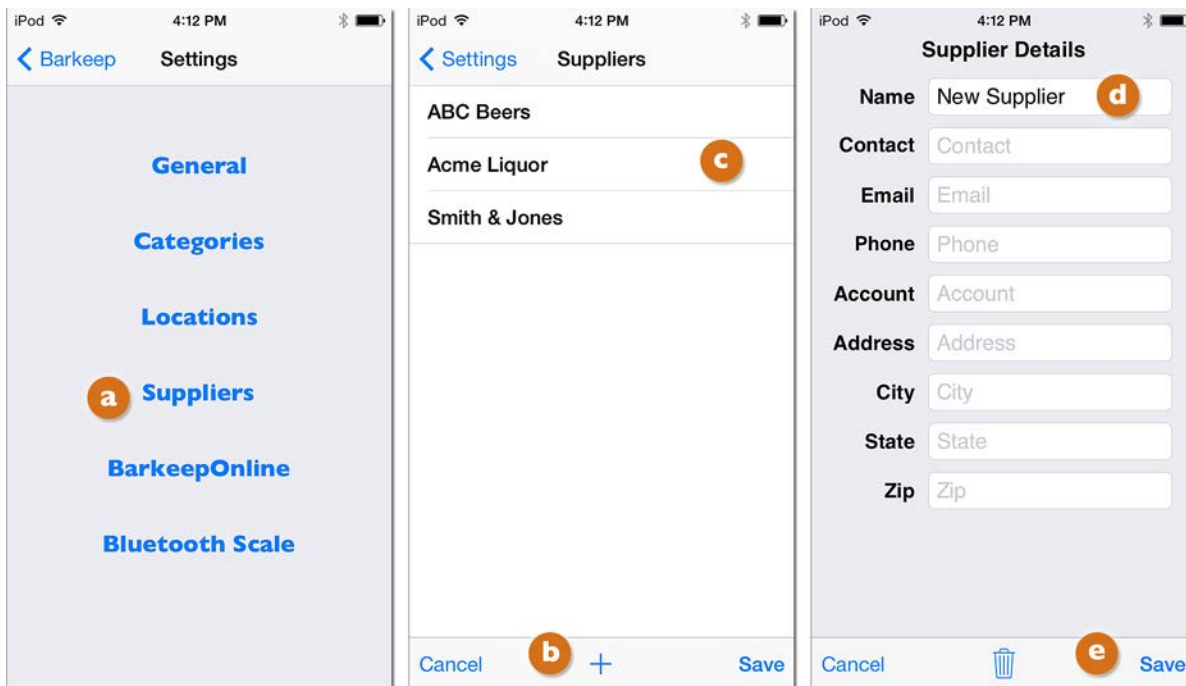 iPod 4:12 PM
Barkeep Settings
General
Categories
Locations
a Suppliers
BarkeepOnline
Bluetooth Scale
iPod 4:12 PM
Settings Suppliers
ABC Beers
Acme Liquor c
Smith & Jones
Cancel b + Save
iPod 4:12 PM
Supplier Details
Name New Supplier d
Contact Contact
Email Email
Phone Phone
Account Account
Address Address
City City
State State
Zip Zip
Cancel e Save